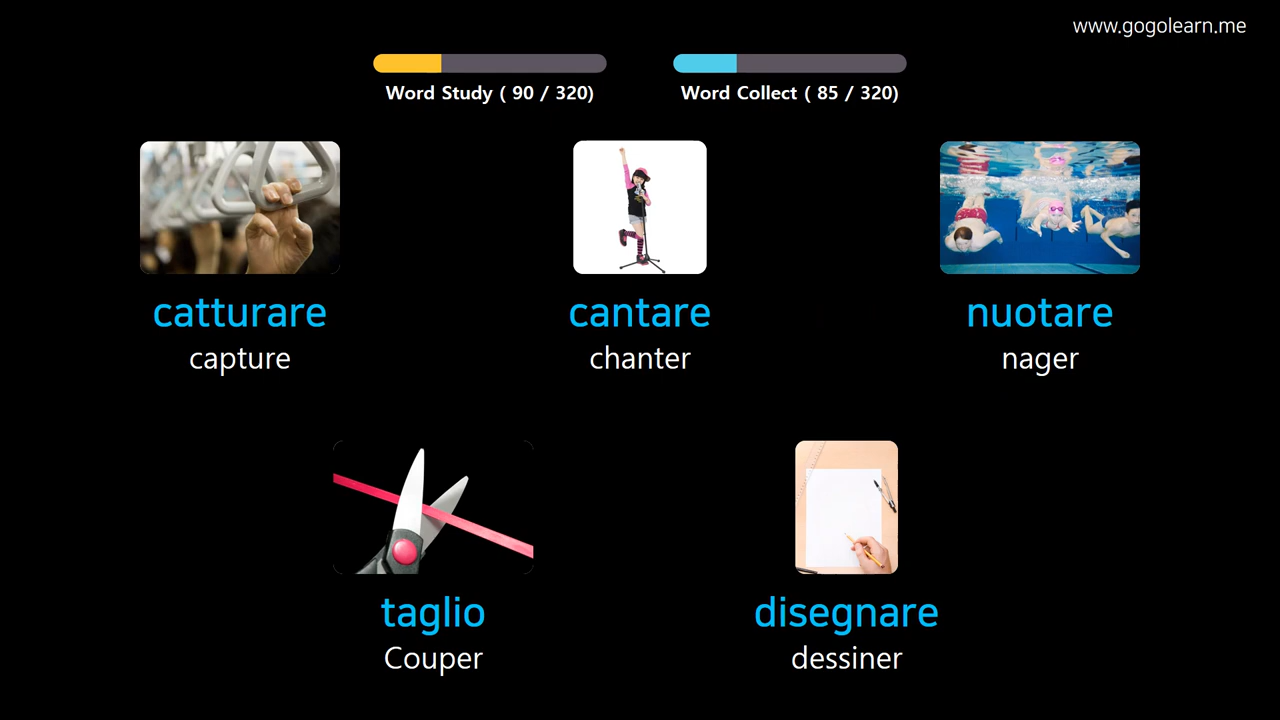 www.gogolearn.me
Word Study ( 90 / 320)
Word Collect ( 85 / 320)
catturare
capture
cantare
chanter
nuotare
nager
taglio
Couper
disegnare
dessiner